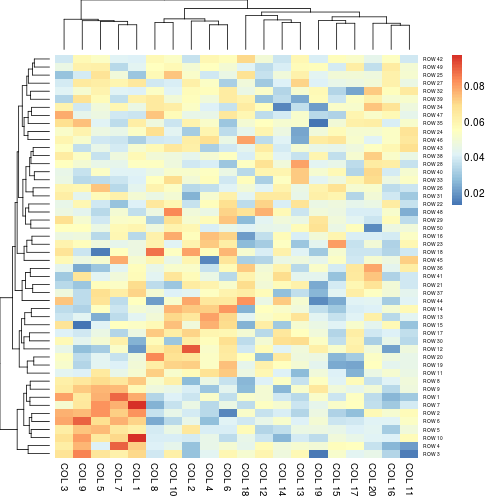 ROW 42
ROW 49
ROW 25
ROW 27
ROW 32
ROW 39
ROW 34
ROW 47
ROW 35
ROW 24
ROW 46
ROW 43
ROW 38
ROW 28
ROW 40
ROW 33
ROW 26
ROW 31
ROW 22
ROW 48
ROW 29
ROW 50
ROW 16
ROW 23
ROW 18
ROW 45
ROW 36
ROW 41
ROW 21
ROW 37
ROW 44
ROW 14
ROW 13
ROW 15
ROW 17
ROW 30
ROW 12
ROW 20
ROW 19
ROW 11
ROW 8
ROW 9
ROW 1
ROW 7
ROW 2
ROW 6
ROW 5
ROW 10
ROW 4
ROW 3
0.08
0.06
0.04
0.02
COL 3
COL 9
COL 5
COL 7
COL 1
COL 8
COL 10
COL 2
COL 4
COL 6
COL 18
COL 12
COL 14
COL 13
COL 19
COL 15
COL 17
COL 20
COL 16
COL 11